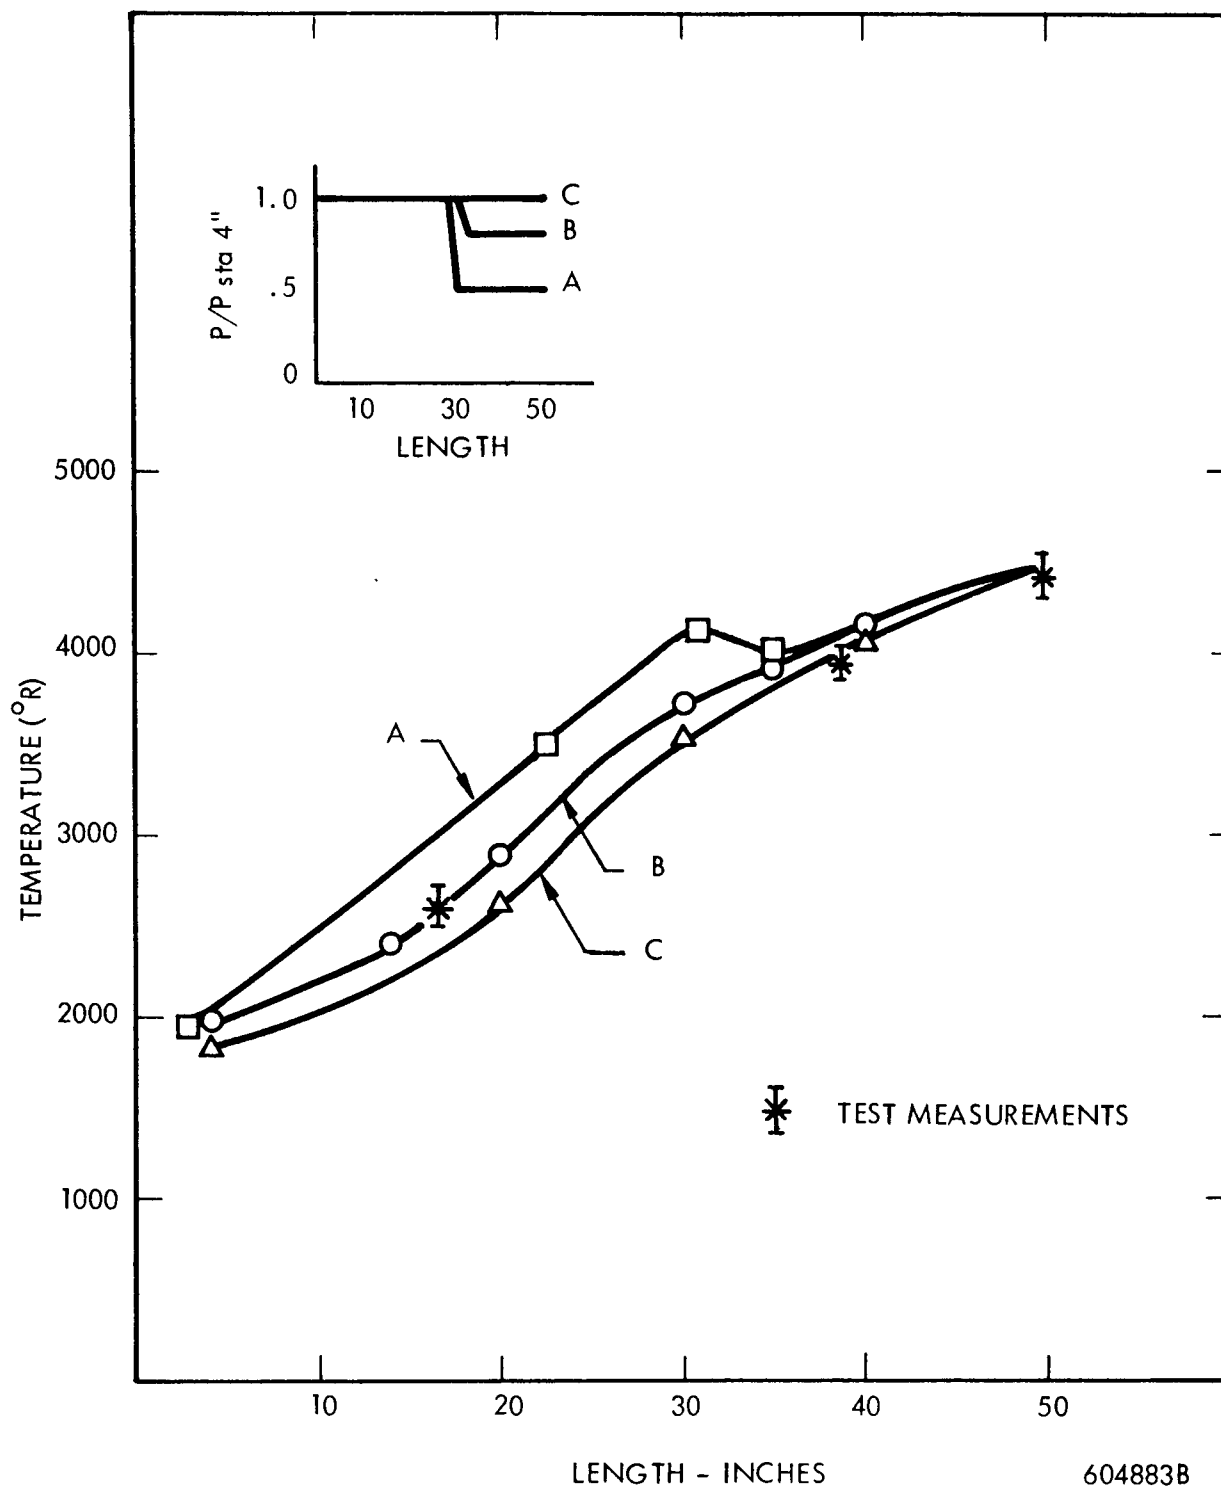 1.0
C
B
P/P sta 4"
.5
A
0
10 30 50
LENGTH
5000
4000
A
TEMPERATURE (°R)
3000
B
C
2000
TEST MEASUREMENTS
1000
10 20 30 40 50
LENGTH - INCHES
604883B